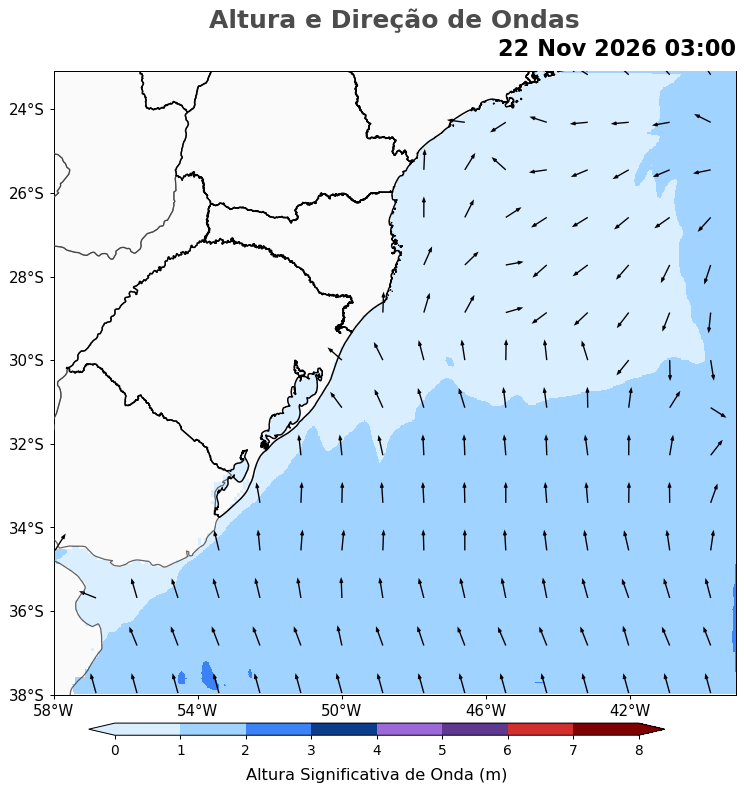 Altura e Direção de Ondas
22 Nov 2026 03:00
24°S
26°S
28°S
30°S
32°S
34°S
36°S
38°S
58°W 54°W 50°W 46°W 42°W
0 1 2 3 4 5 6 7 8
Altura Significativa de Onda (m)